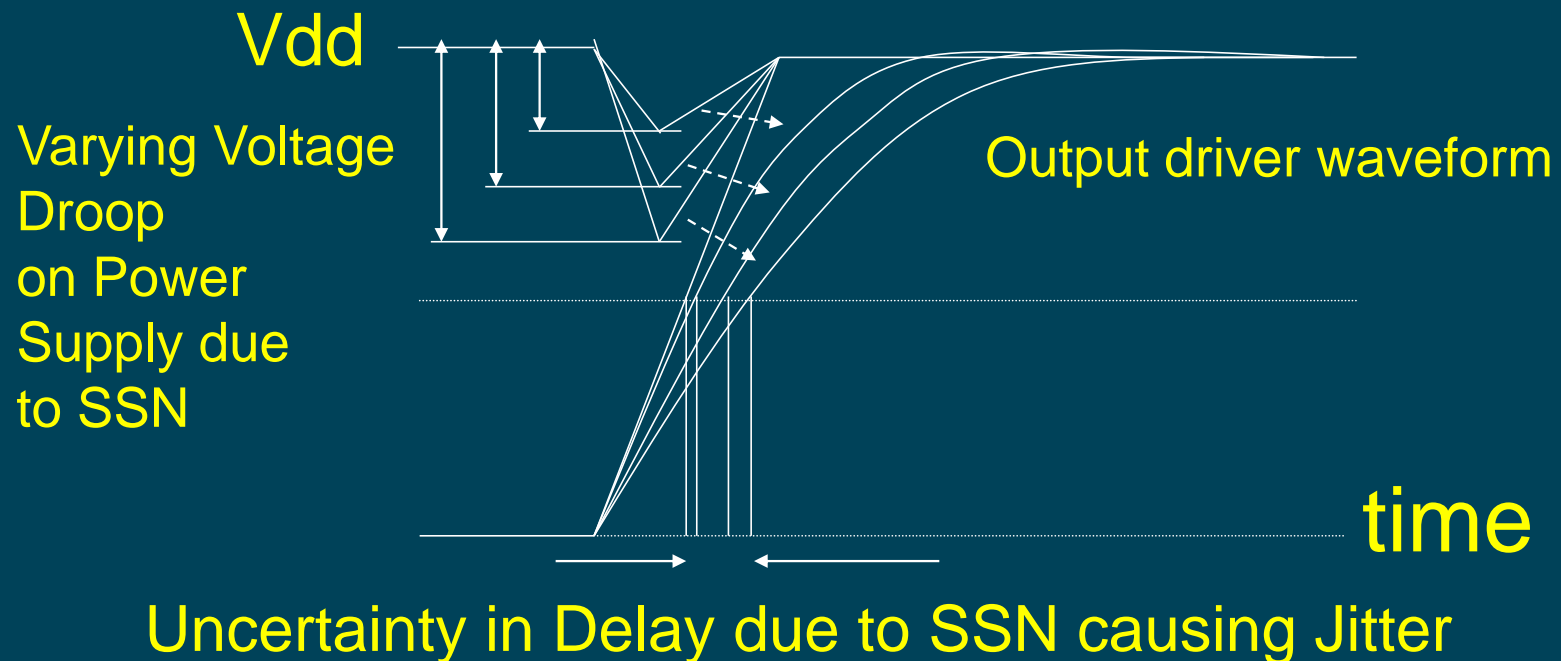 Vdd
Varying Voltage
Droop
on Power
Supply due
to SSN
Output driver waveform
time
Uncertainty in Delay due to SSN causing Jitter